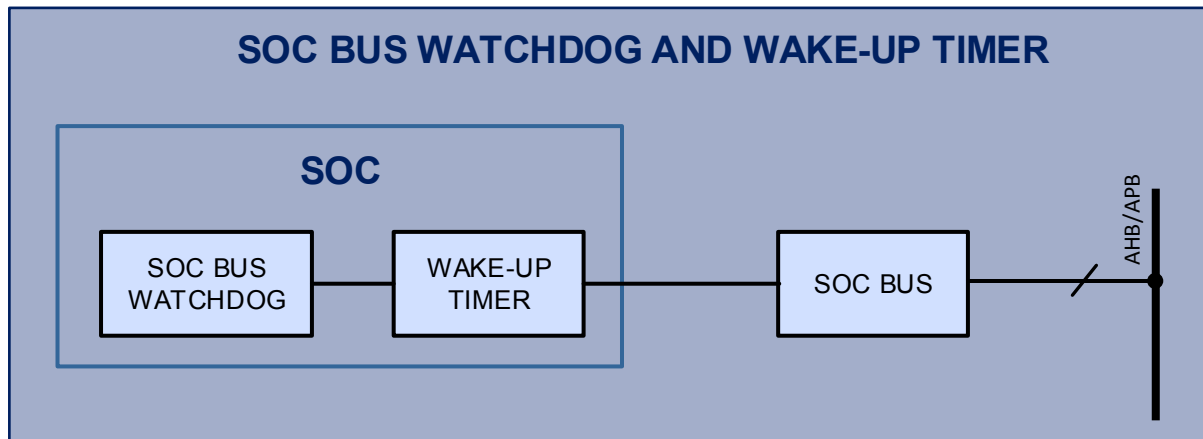 SOC BUS WATCHDOG AND WAKE-UP TIMER
SOC
SOC BUS
WATCHDOG
WAKE-UP
TIMER
SOC BUS
AHB/APB